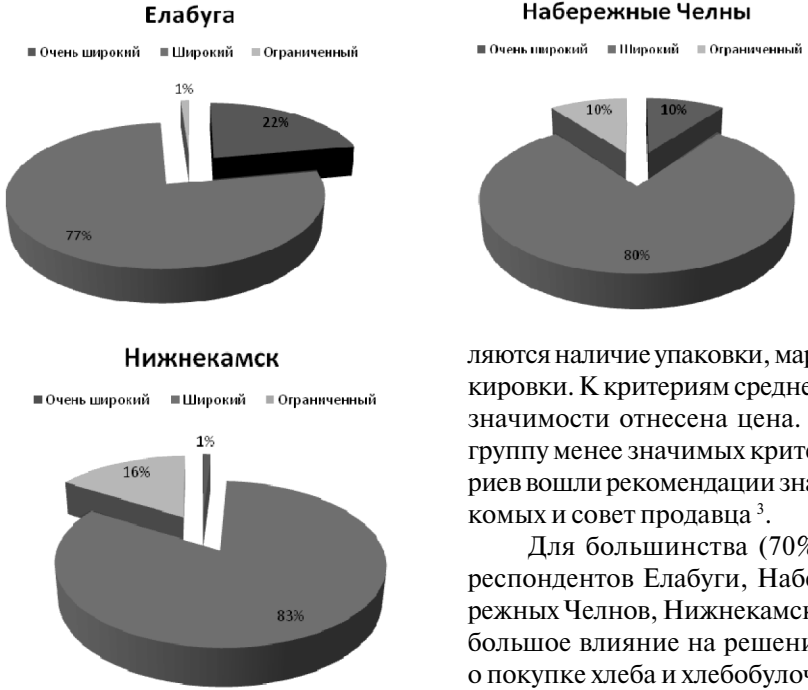 Елабуга
Очень широкий Широкий Ограниченный
1%
22%
77%
Набережные Челны
Очень широкий Широкий Ограниченный
10% 10%
80%
Нижнекамск
Очень широкий Широкий Ограниченный
1%
16%
83%
ляются наличие упаковки, мар
кировки. К критериям средне
значимости отнесена цена.
группу менее значимых крите
риев вошли рекомендации зна
комых и совет продавца 3.
Для большинства (70%
респондентов Елабуги, Набе
режных Челнов, Нижнекамск
большое влияние на решени
о покупке хлеба и хлебобулоч